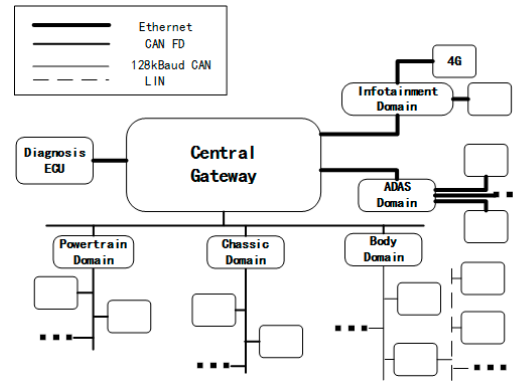 Ethernet
CAN FD
128kBaud CAN
LIN
4G
Infotainment
Domain
Diagnosis
ECU
Central
Gateway
ADAS
Domain
Powertrain
Domain
Chassic
Domain
Body
Domain